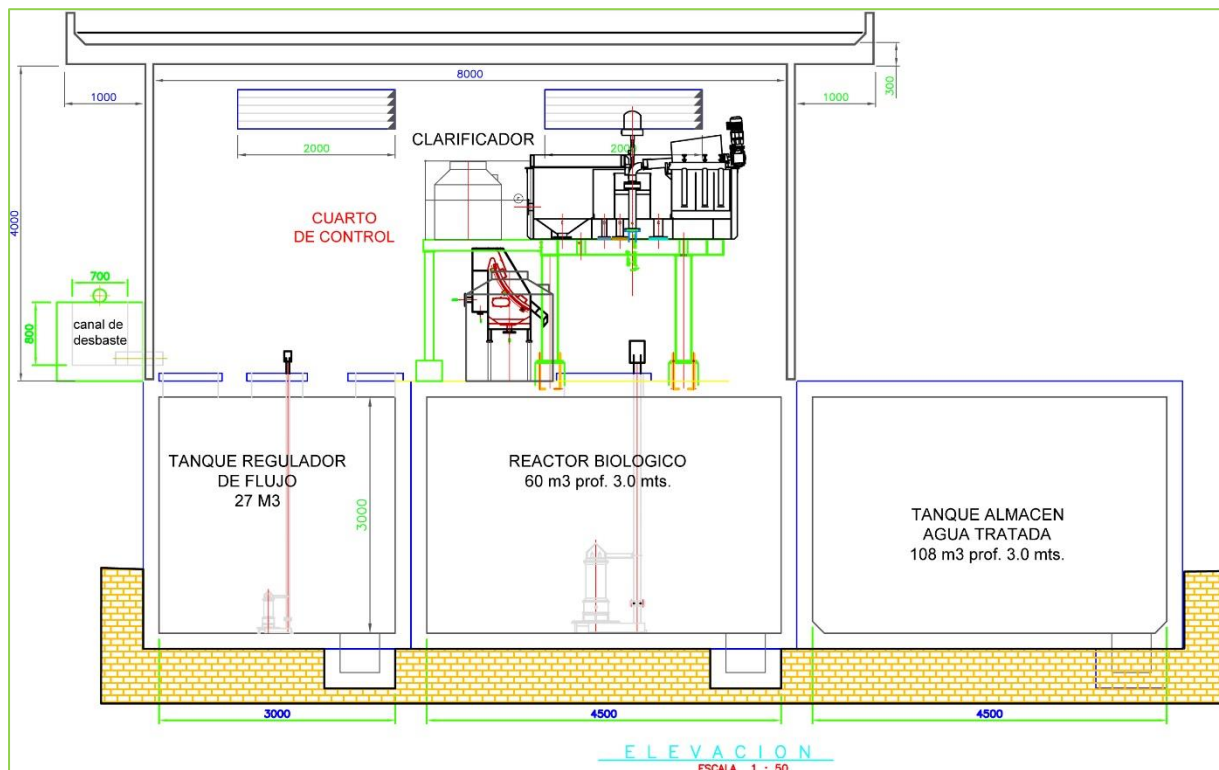 8000
1000
1000
300
2000
CLARIFICADOR
2000
4000
CUARTO
DE CONTROL
700
800
canal de
desbaste
TANQUE REGULADOR
DE FLUJO
27 M3
3000
REACTOR BIOLOGICO
60 m3 prof. 3.0 mts.
TANQUE ALMACEN
AGUA TRATADA
108 m3 prof. 3.0 mts.
3000
4500
4500
ELEVACION
ESCALA 1 : 50